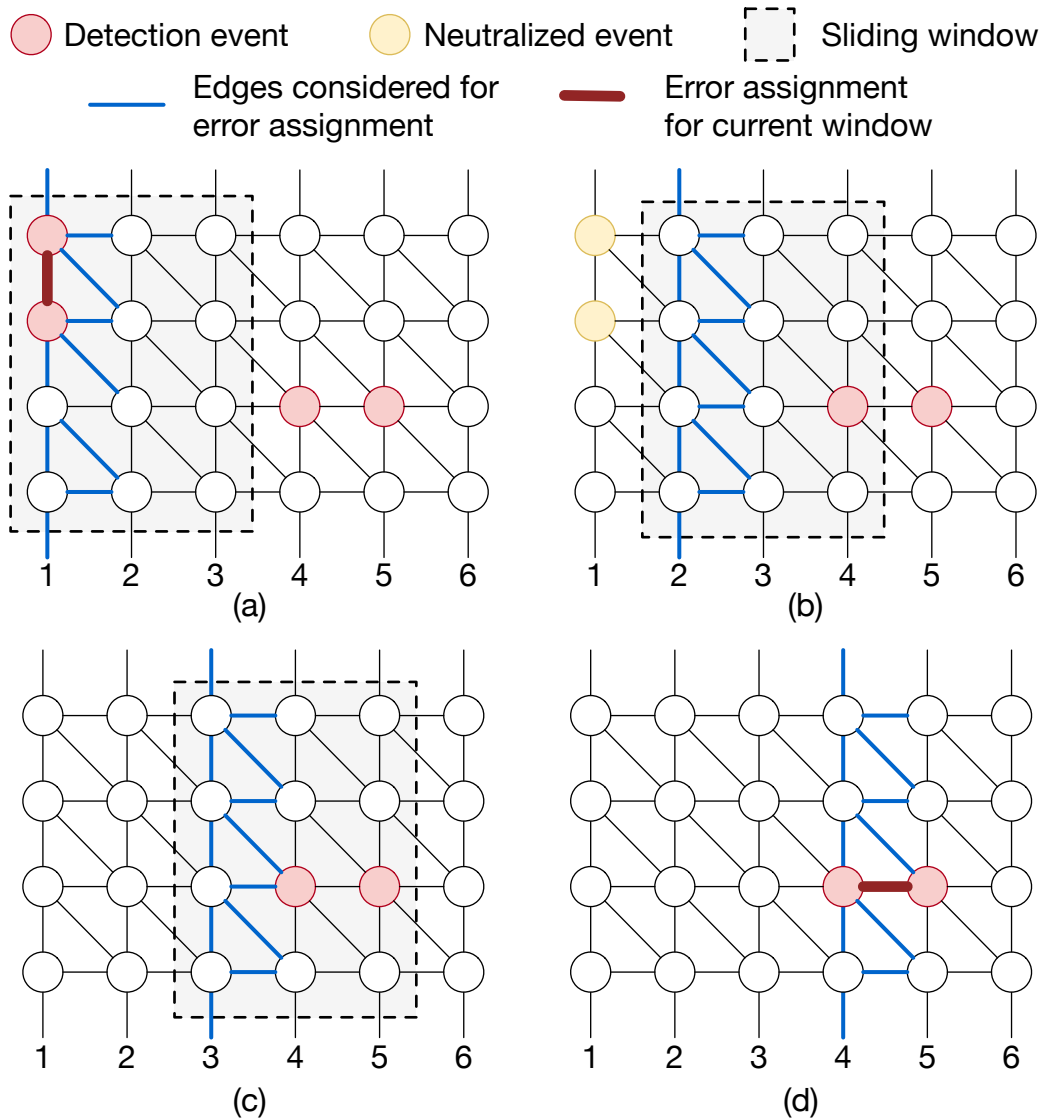 Detection event
Neutralized event
Sliding window
Edges considered for
error assignment
Error assignment
for current window
1 2 3 4 5 6
(a)
1 2 3 4 5 6
(b)
1 2 3 4 5 6
(c)
1 2 3 4 5 6
(d)